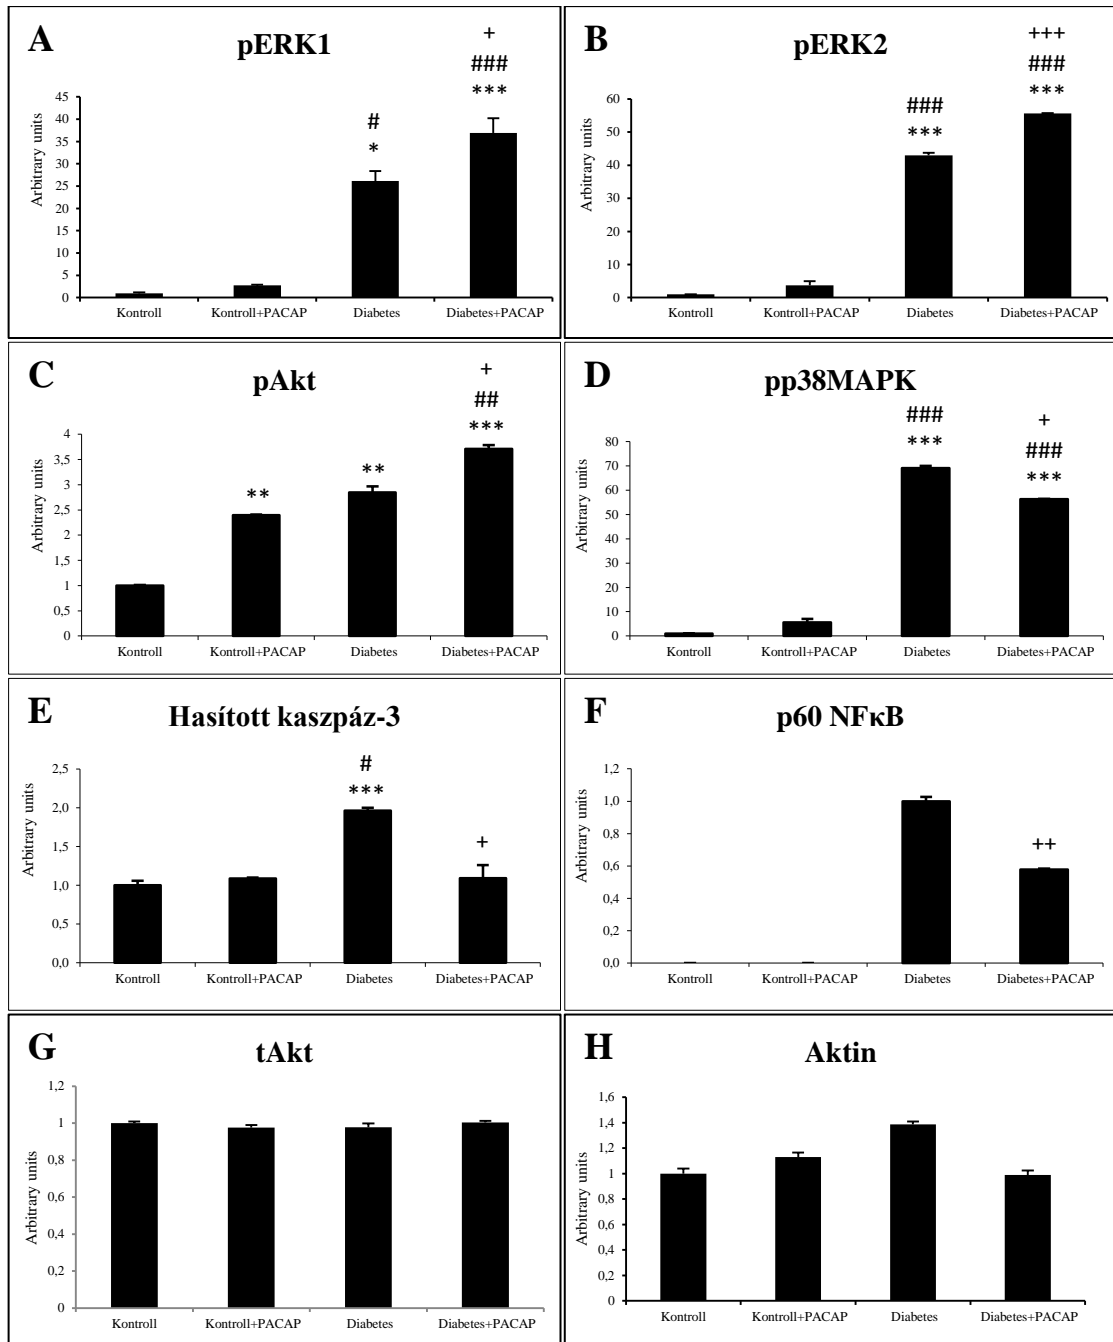 A
pERK1
+
###
***
#
*
Arbitrary units
45
40
35
30
25
20
15
10
5
0
Kontroll
Kontroll+PACAP
Diabetes
Diabetes+PACAP
B
pERK2
+++
###
***
###
***
Arbitrary units
60
50
40
30
20
10
0
Kontroll
Kontroll+PACAP
Diabetes
Diabetes+PACAP
C
pAkt
+
##
***
**
**
Arbitrary units
4
3,5
3
2,5
2
1,5
1
0,5
0
Kontroll
Kontroll+PACAP
Diabetes
Diabetes+PACAP
D
pp38MAPK
###
***
+
###
***
Arbitrary units
80
70
60
50
40
30
20
10
0
Kontroll
Kontroll+PACAP
Diabetes
Diabetes+PACAP
E
Hasított kaszpáz-3
#
***
+
Arbitrary units
2,5
2,0
1,5
1,0
0,5
0,0
Kontroll
Kontroll+PACAP
Diabetes
Diabetes+PACAP
F
p60 NFκB
++
Arbitrary units
1,2
1,0
0,8
0,6
0,4
0,2
0,0
Kontroll
Kontroll+PACAP
Diabetes
Diabetes+PACAP
G
tAkt
Arbitrary units
1,2
1
0,8
0,6
0,4
0,2
0
Kontroll
Kontroll+PACAP
Diabetes
Diabetes+PACAP
H
Aktin
Arbitrary units
1,6
1,4
1,2
1
0,8
0,6
0,4
0,2
0
Kontroll
Kontroll+PACAP
Diabetes
Diabetes+PACAP